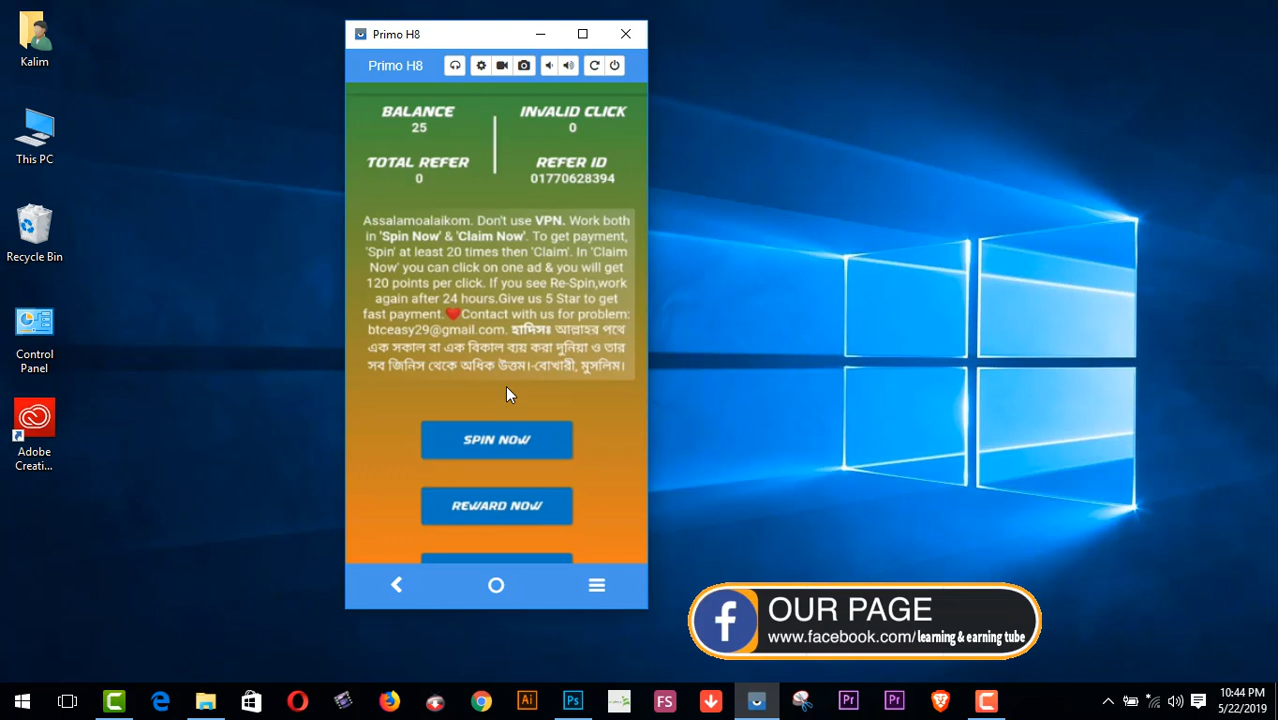 Kalim
This PC
Recycle Bin
Control
Panel
Adobe
Creati...
Primo H8
Primo H8
BALANCE
25
INVALID CLICK
0
TOTAL REFER
0
REFER ID
01770628394
Assalamoalaikom. Don't use VPN. Work both
in 'Spin Now' & 'Claim Now'. To get payment,
'Spin' at least 20 times then 'Claim'. In 'Claim
Now' you can click on one ad & you will get
120 points per click. If you see Re-Spin,work
again after 24 hours.Give us 5 Star to get
fast payment.❤Contact with us for problem:
btceasy29@gmail.com. হাদিসঃ আল্লাহর পথে
এক সকাল বা এক বিকাল ব্যয় করা দুনিয়া ও তার
সব জিনিস থেকে অধিক উত্তম।-বোখারী, মুসলিম।
SPIN NOW
REWARD NOW
f
OUR PAGE
www.facebook.com/learning & earning tube
Ai
Ps
FS
Pr
Pr
10:44 PM
5/22/2019